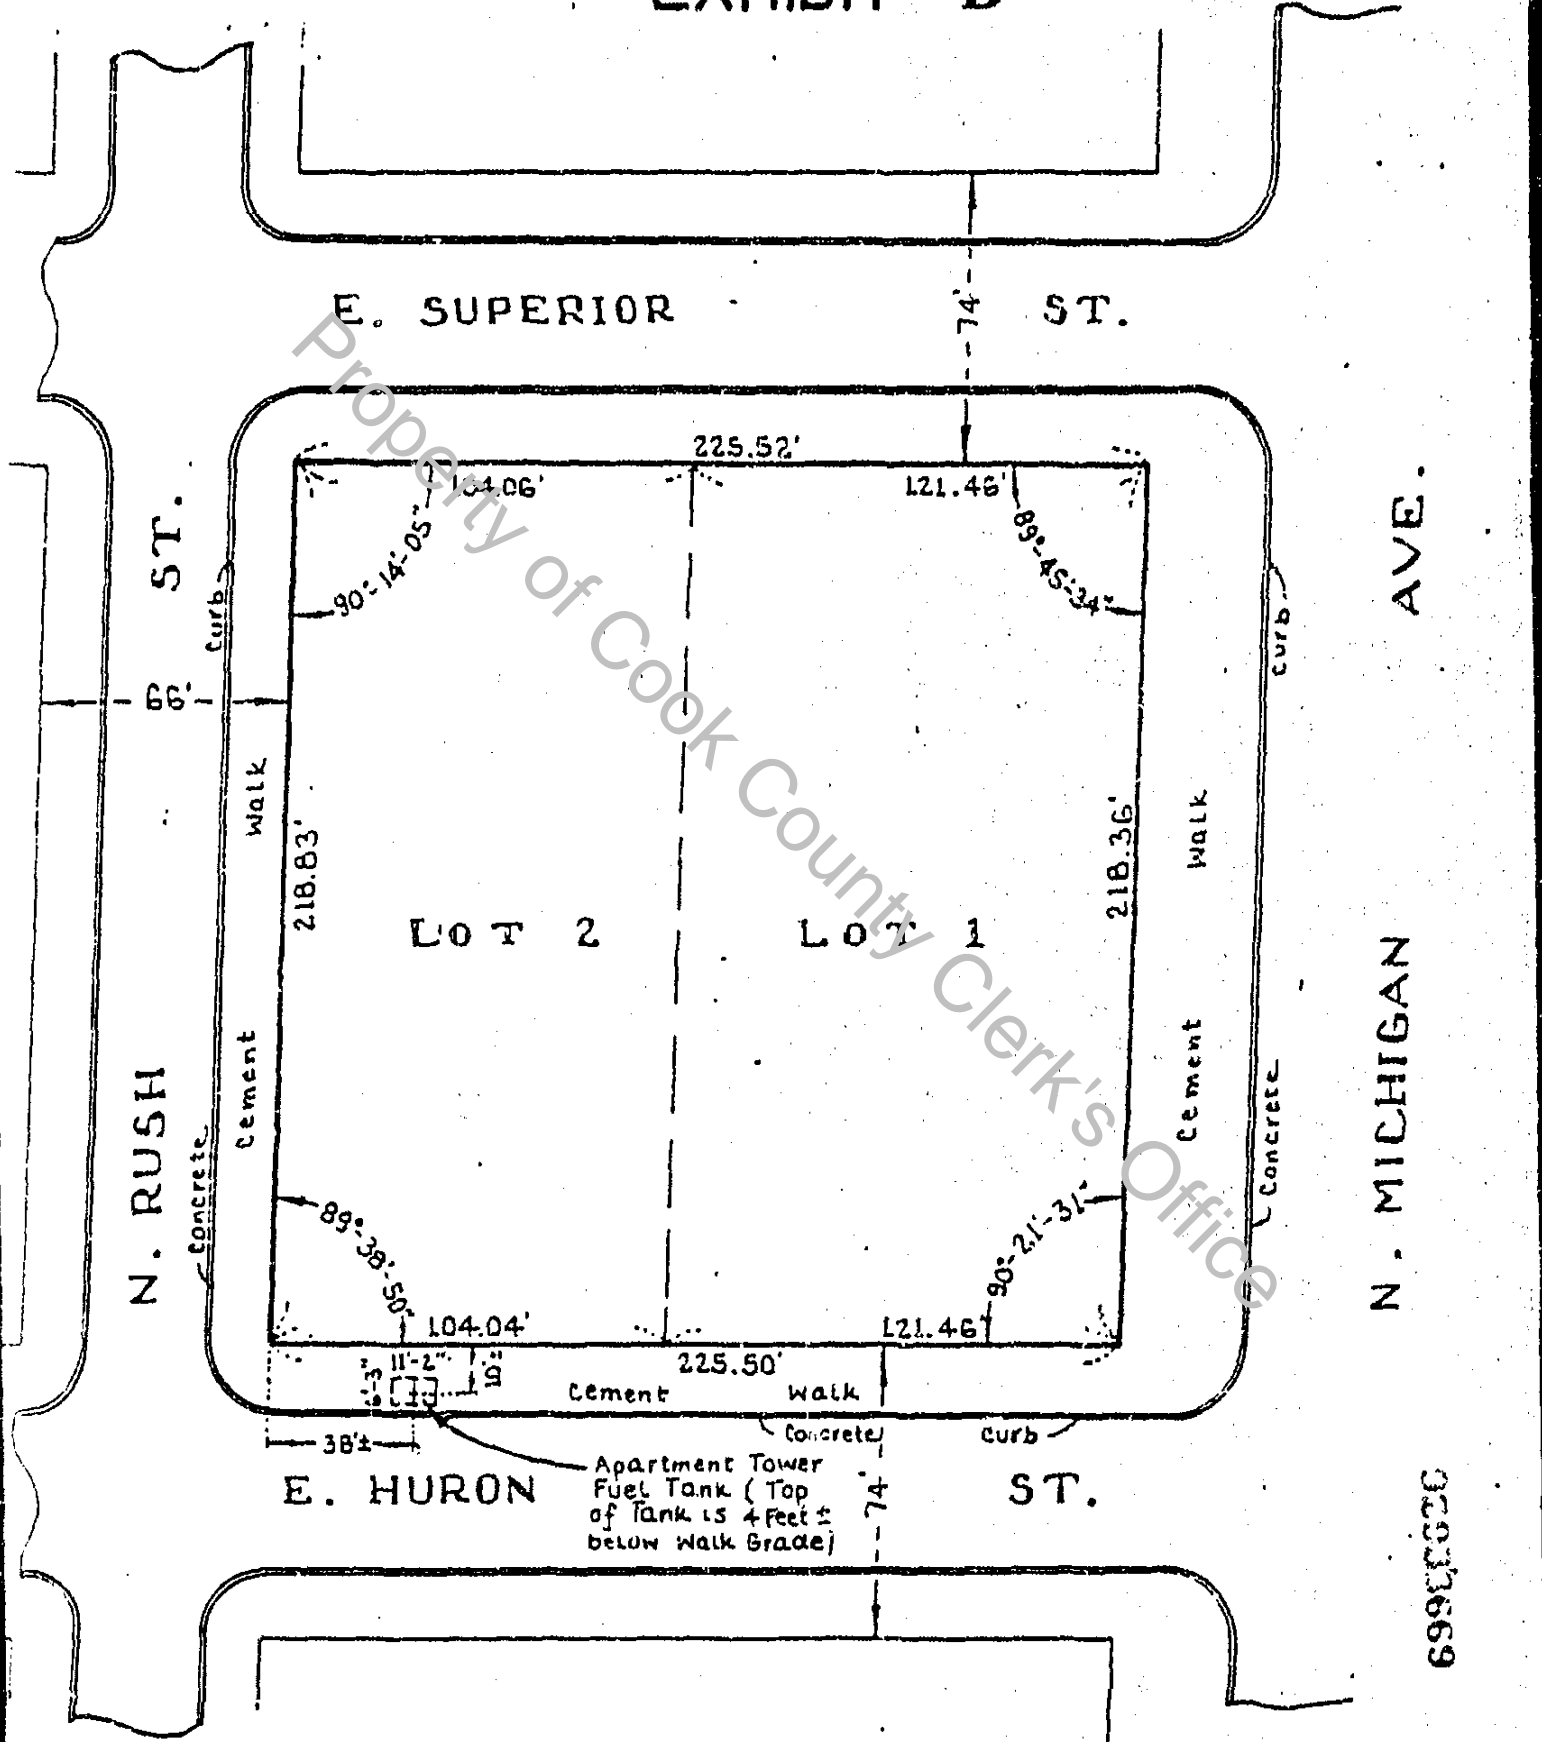 EXHIBIT B
E. SUPERIOR ST.
74'
225.52'
104.06'
121.46'
90°-14'-05"
89°-45'-34"
N. RUSH ST.
Curb
66'
Walk
218.83'
Cement
Concrete
LOT 2
LOT 1
218.36'
Walk
Cement
Curb
Concrete
N. MICHIGAN AVE.
89°-38'-50"
90°-21'-31"
104.04'
121.46'
225.50'
11'-2"
6'-3"
10"
Cement Walk
Concrete Curb
38'±
Apartment Tower
Fuel Tank (Top
of Tank is 4 Feet ±
below Walk Grade)
E. HURON ST.
74'
Property of Cook County Clerk's Office